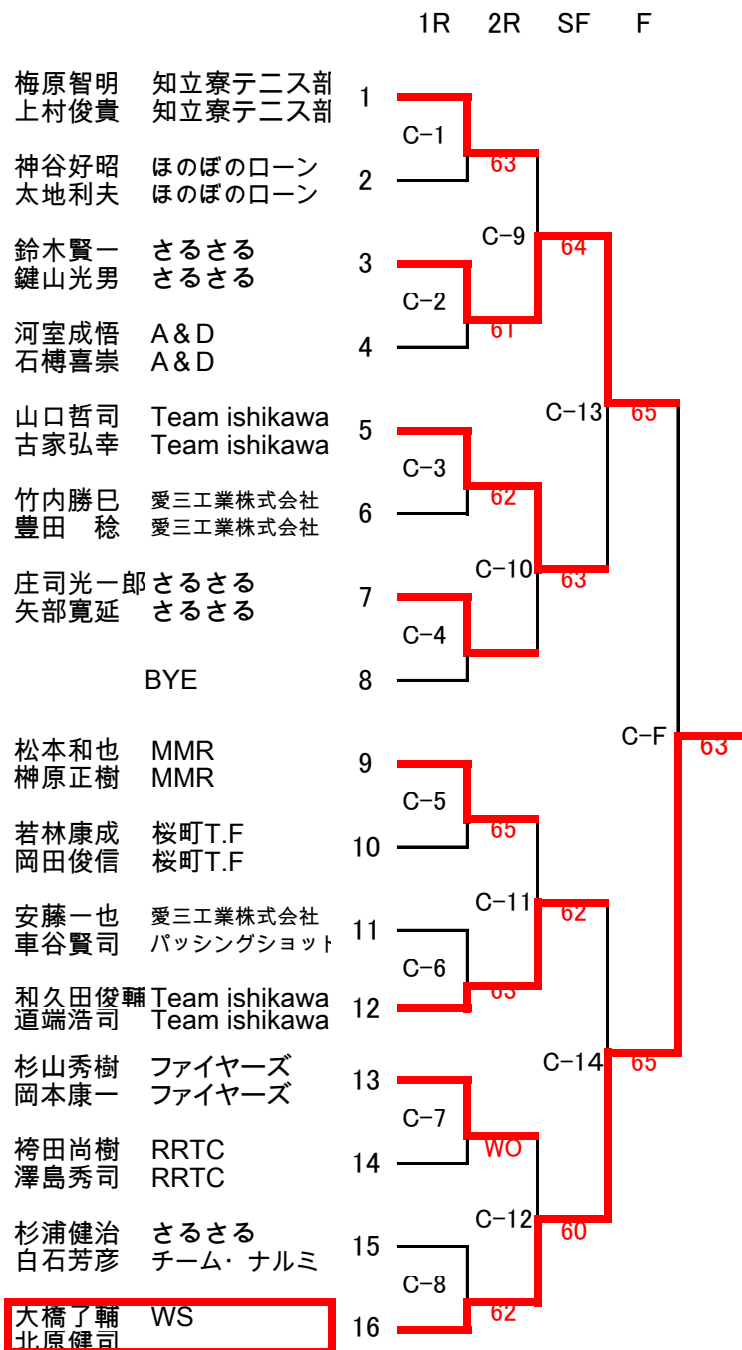 1R 2R SF F
梅原智明 知立寮テニス部 1
上村俊貴 知立寮テニス部
C-1
63
神谷好昭 ほのぼのローン 2
太地利夫 ほのぼのローン
C-9
64
鈴木賢一 さるさる 3
鍵山光男 さるさる
C-2
61
河室成悟 A&D 4
石榑喜崇 A&D
C-13
65
山口哲司 Team ishikawa 5
古家弘幸 Team ishikawa
C-3
62
竹内勝巳 愛三工業株式会社 6
豊田 稔 愛三工業株式会社
C-10
63
庄司光一郎 さるさる 7
矢部寛延 さるさる
C-4
BYE 8
C-F
63
松本和也 MMR 9
榊原正樹 MMR
C-5
65
若林康成 桜町T.F 10
岡田俊信 桜町T.F
C-11
62
安藤一也 愛三工業株式会社 11
車谷賢司 パッシングショット
C-6
63
和久田俊輔 Team ishikawa 12
道端浩司 Team ishikawa
C-14
65
杉山秀樹 ファイヤーズ 13
岡本康一 ファイヤーズ
C-7
WO
袴田尚樹 RRTC 14
澤島秀司 RRTC
C-12
60
杉浦健治 さるさる 15
白石芳彦 チーム・ナルミ
C-8
62
大橋了輔 WS 16
北原健司